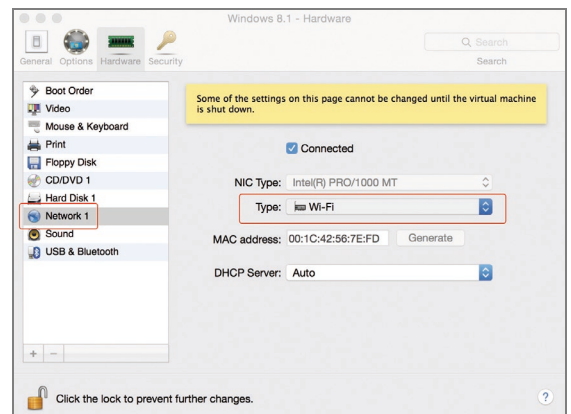 Windows 8.1 - Hardware
Search
General Options Hardware Security
Search
Boot Order
Video
Mouse & Keyboard
Print
Floppy Disk
CD/DVD 1
Hard Disk 1
Network 1
Sound
USB & Bluetooth
Some of the settings on this page cannot be changed until the virtual machine
is shut down.
Connected
NIC Type: Intel(R) PRO/1000 MT
Type: Wi-Fi
MAC address: 00:1C:42:56:7E:FD Generate
DHCP Server: Auto
+ −
Click the lock to prevent further changes.
?